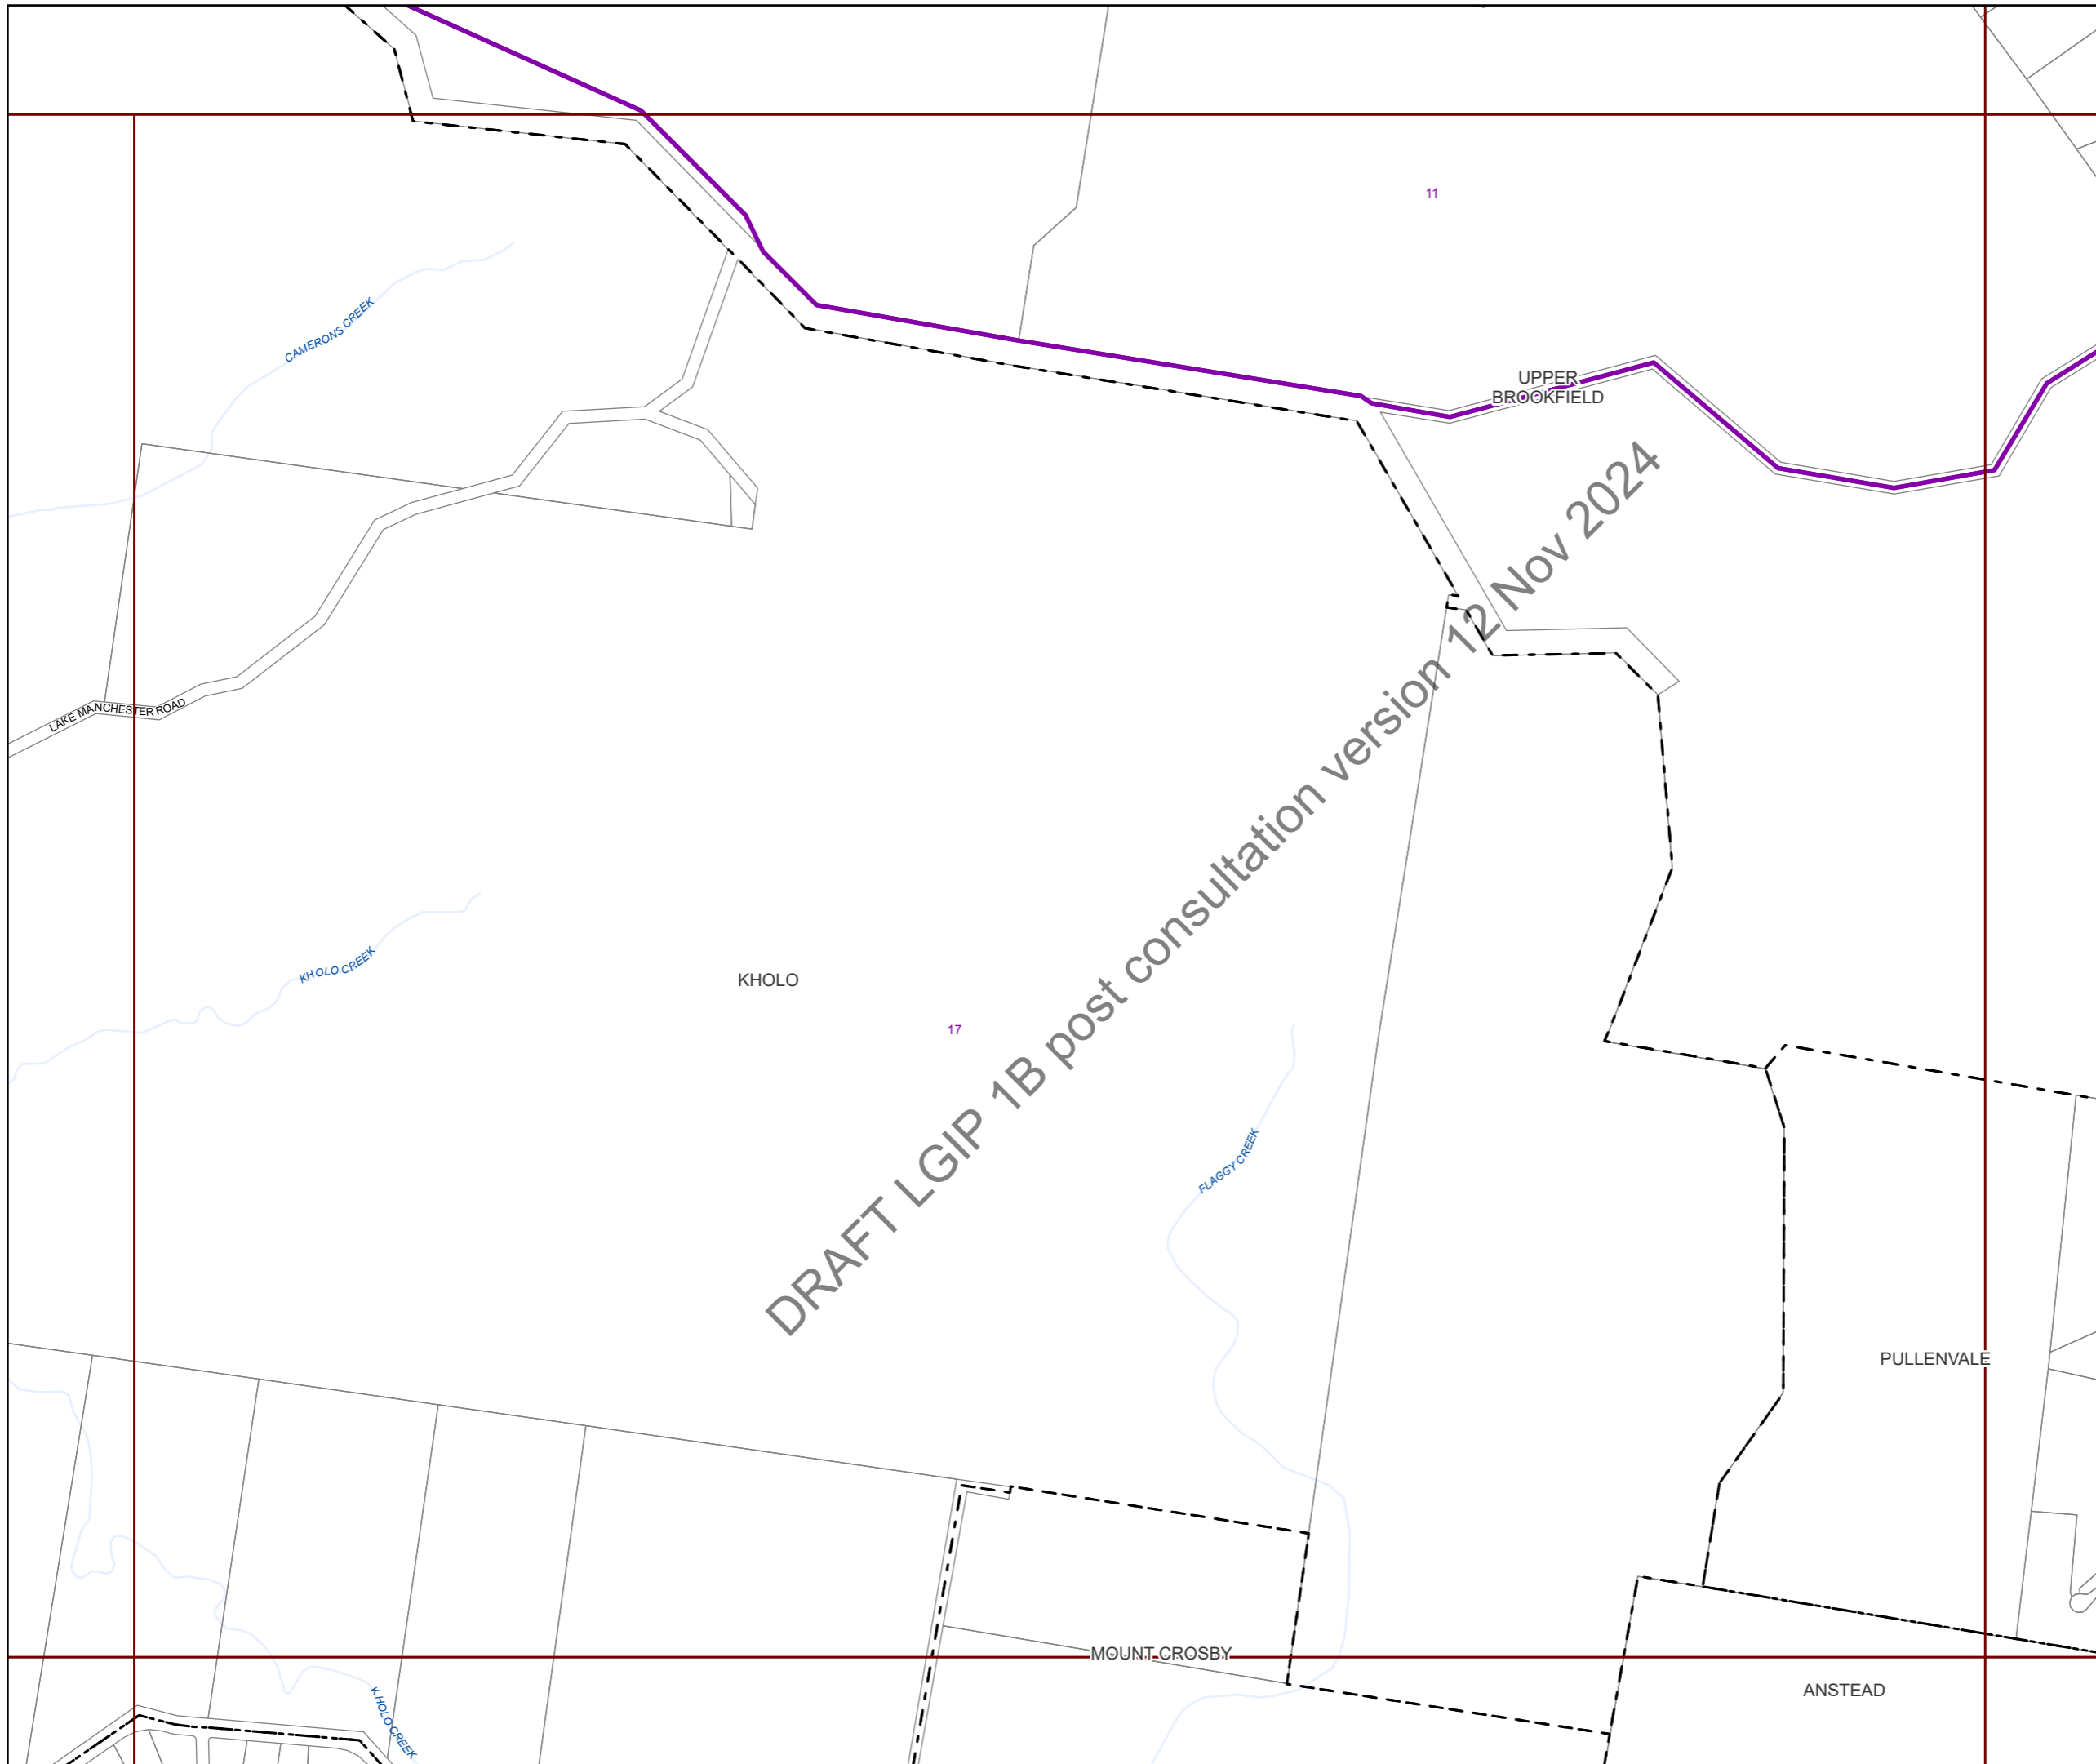 11
CAMERONS CREEK
UPPER
BROOKFIELD
LAKE MANCHESTER ROAD
DRAFT LGIP 1B post consultation version 12 Nov 2024
KHOLO CREEK
KHOLO
17
FLAGGY CREEK
PULLENVALE
MOUNT CROSBY
ANSTEAD
KHOLO CREEK